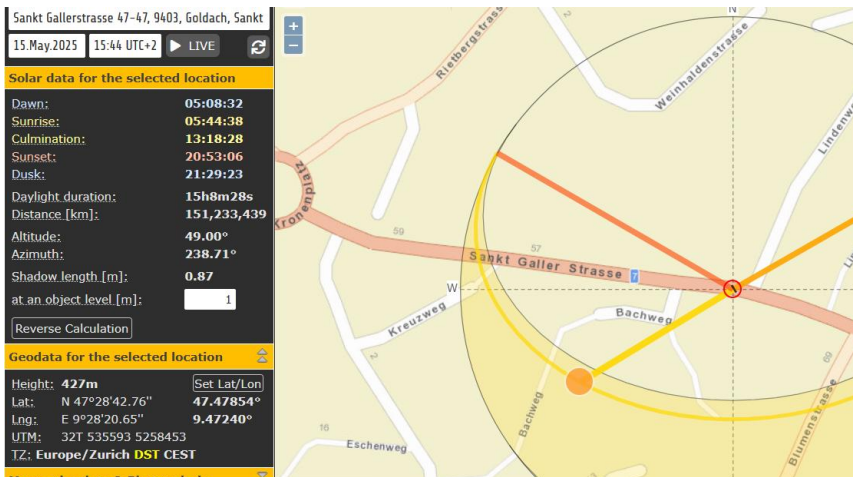 Sankt Gallerstrasse 47-47, 9403, Goldach, Sankt
15.May.2025 15:44 UTC+2 LIVE
Solar data for the selected location
Dawn: 05:08:32
Sunrise: 05:44:38
Culmination: 13:18:28
Sunset: 20:53:06
Dusk: 21:29:23
Daylight duration: 15h8m28s
Distance [km]: 151,233,439
Altitude: 49.00°
Azimuth: 238.71°
Shadow length [m]: 0.87
at an object level [m]: 1
Reverse Calculation
Geodata for the selected location
Height: 427m Set Lat/Lon
Lat: N 47°28'42.76'' 47.47854°
Lng: E 9°28'20.65'' 9.47240°
UTM: 32T 535593 5258453
TZ: Europe/Zurich DST CEST
+
−
N
2
Rietbergstrasse
Weinhaldenstrasse
Lindenw
Kronenplatz
59
57
Sankt Galler Strasse 7
W
Bachweg
Kreuzweg
2
89
Blumenstrasse
Bachweg
16
Eschenweg